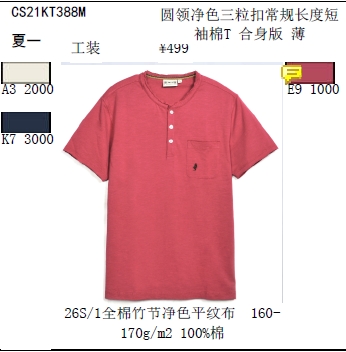 CS21KT388M
圆领净色三粒扣常规长度短
袖棉T 合身版 薄
夏一
工装
¥499
A3 2000
E9 1000
K7 3000
26S/1全棉竹节净色平纹布 160-
170g/m2 100%棉